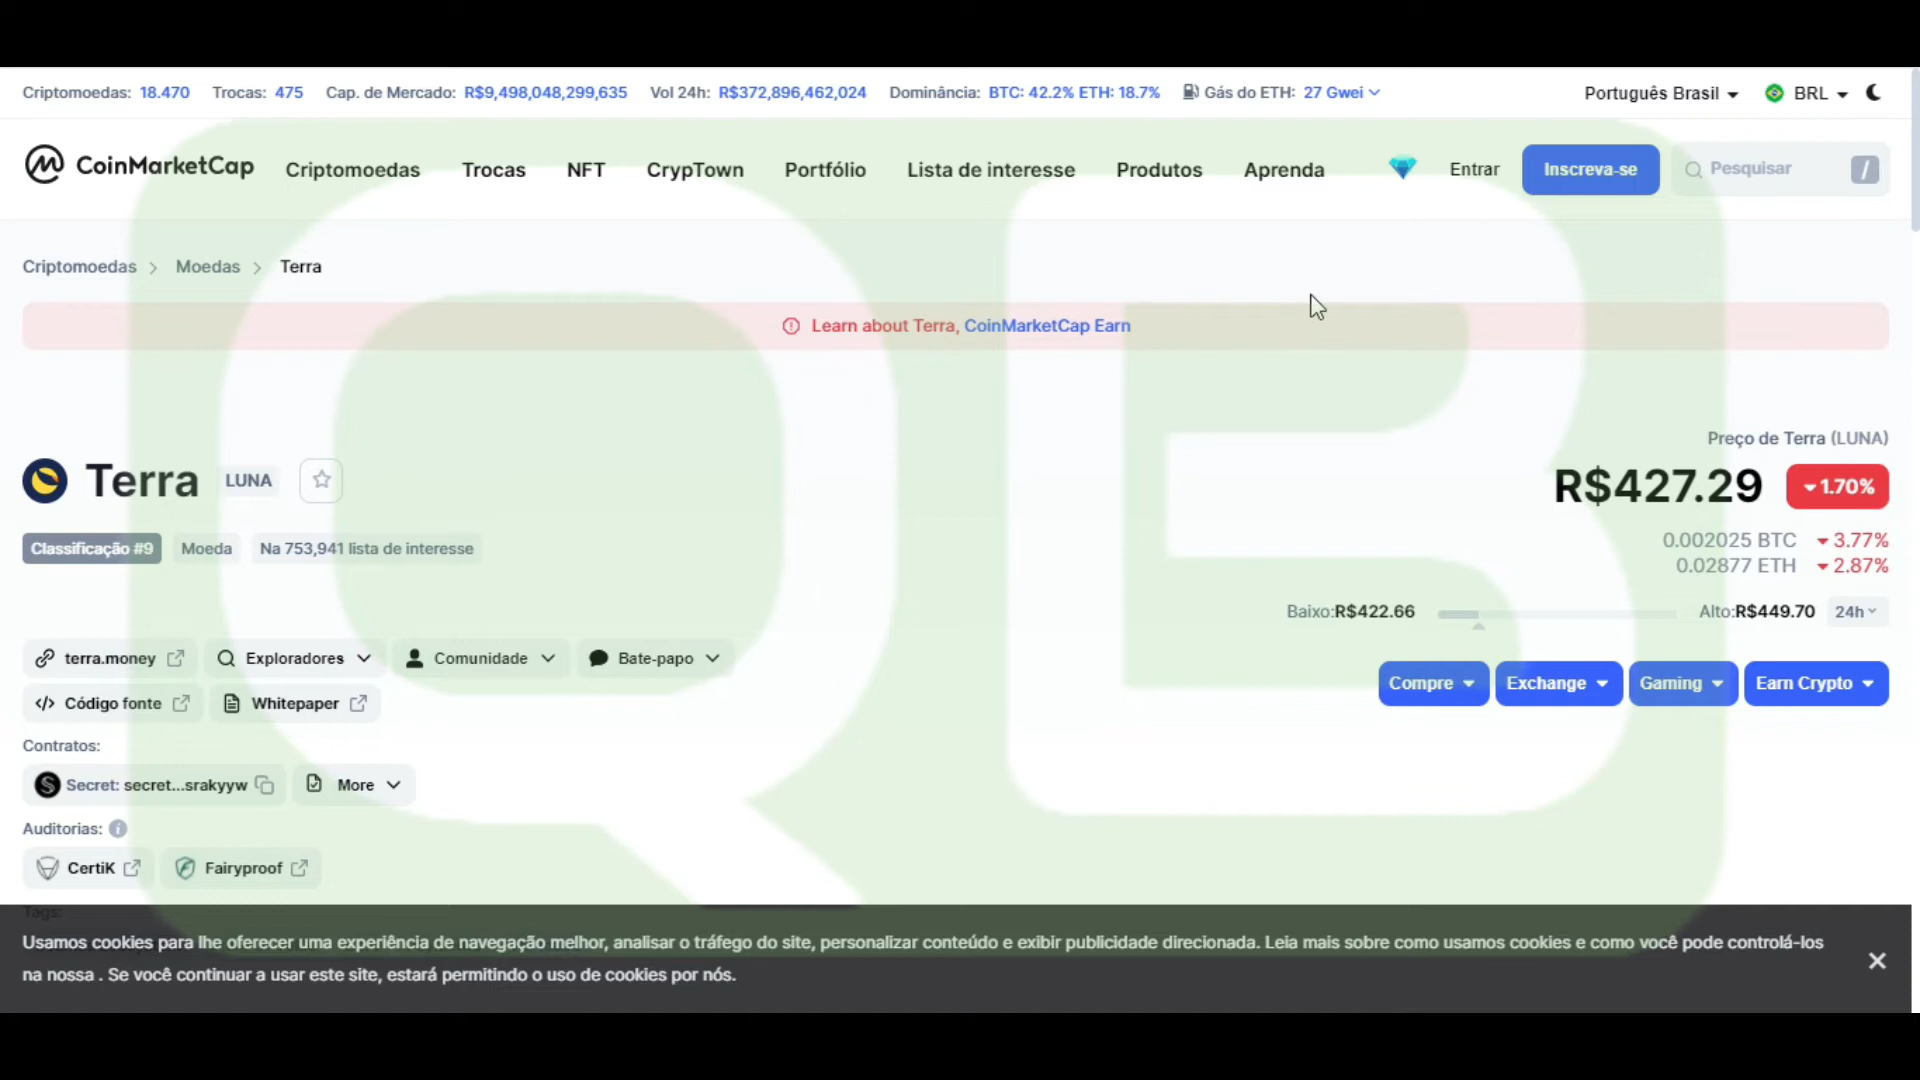 Criptomoedas: 18.470 Trocas: 475 Cap. de Mercado: R$9,498,048,299,635 Vol 24h: R$372,896,462,024 Dominância: BTC: 42.2% ETH: 18.7% Gás do ETH: 27 Gwei Português Brasil BRL
CoinMarketCap Criptomoedas Trocas NFT CrypTown Portfólio Lista de interesse Produtos Aprenda Entrar Inscreva-se Pesquisar /
Criptomoedas > Moedas > Terra
Learn about Terra, CoinMarketCap Earn
Preço de Terra (LUNA)
Terra LUNA R$427.29 1.70%
Classificação #9 Moeda Na 753,941 lista de interesse 0.002025 BTC 3.77%
0.02877 ETH 2.87%
Baixo:R$422.66 Alto:R$449.70 24h
terra.money Exploradores Comunidade Bate-papo
Compre Exchange Gaming Earn Crypto
</> Código fonte Whitepaper
Contratos:
Secret: secret...srakyyw More
Auditorias:
CertiK Fairyproof
Tags:
Usamos cookies para lhe oferecer uma experiência de navegação melhor, analisar o tráfego do site, personalizar conteúdo e exibir publicidade direcionada. Leia mais sobre como usamos cookies e como você pode controlá-los
na nossa . Se você continuar a usar este site, estará permitindo o uso de cookies por nós.
QB